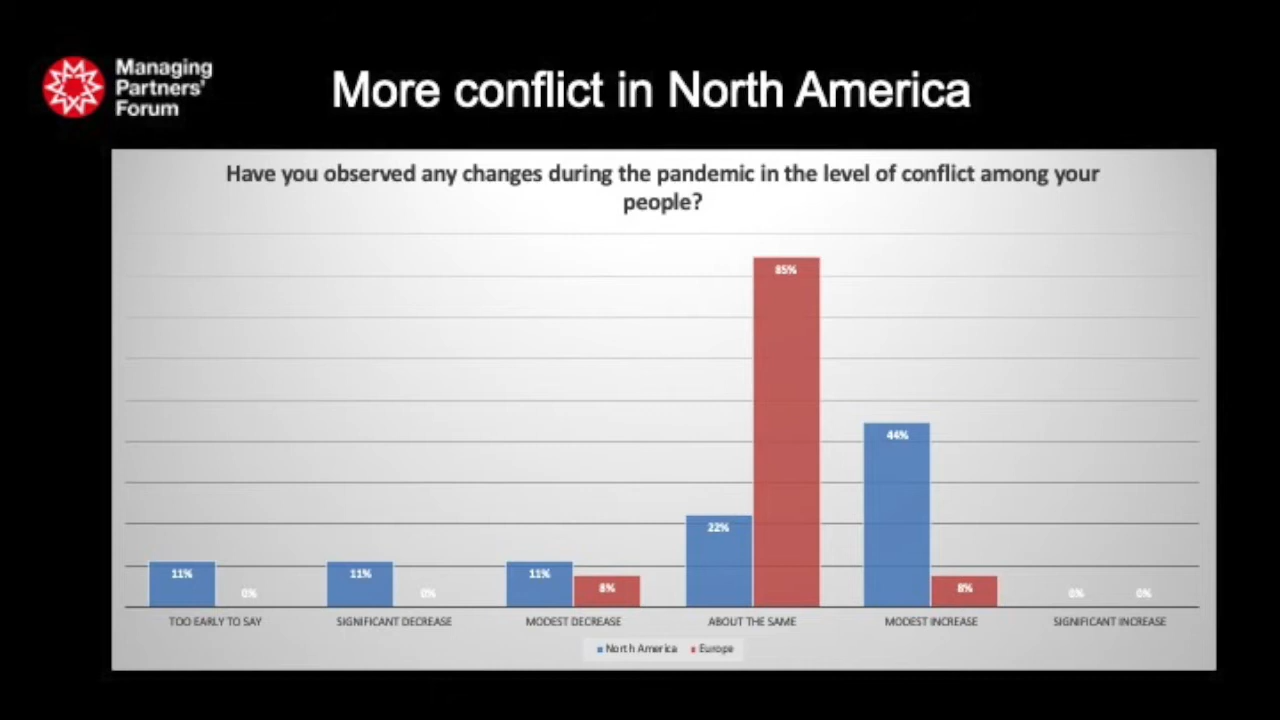 Managing
Partners'
Forum
More conflict in North America
Have you observed any changes during the pandemic in the level of conflict among your
people?
85%
44%
22%
11%
11%
11%
8%
8%
0%
0%
0%
0%
TOO EARLY TO SAY
SIGNIFICANT DECREASE
MODEST DECREASE
ABOUT THE SAME
MODEST INCREASE
SIGNIFICANT INCREASE
North America
Europe